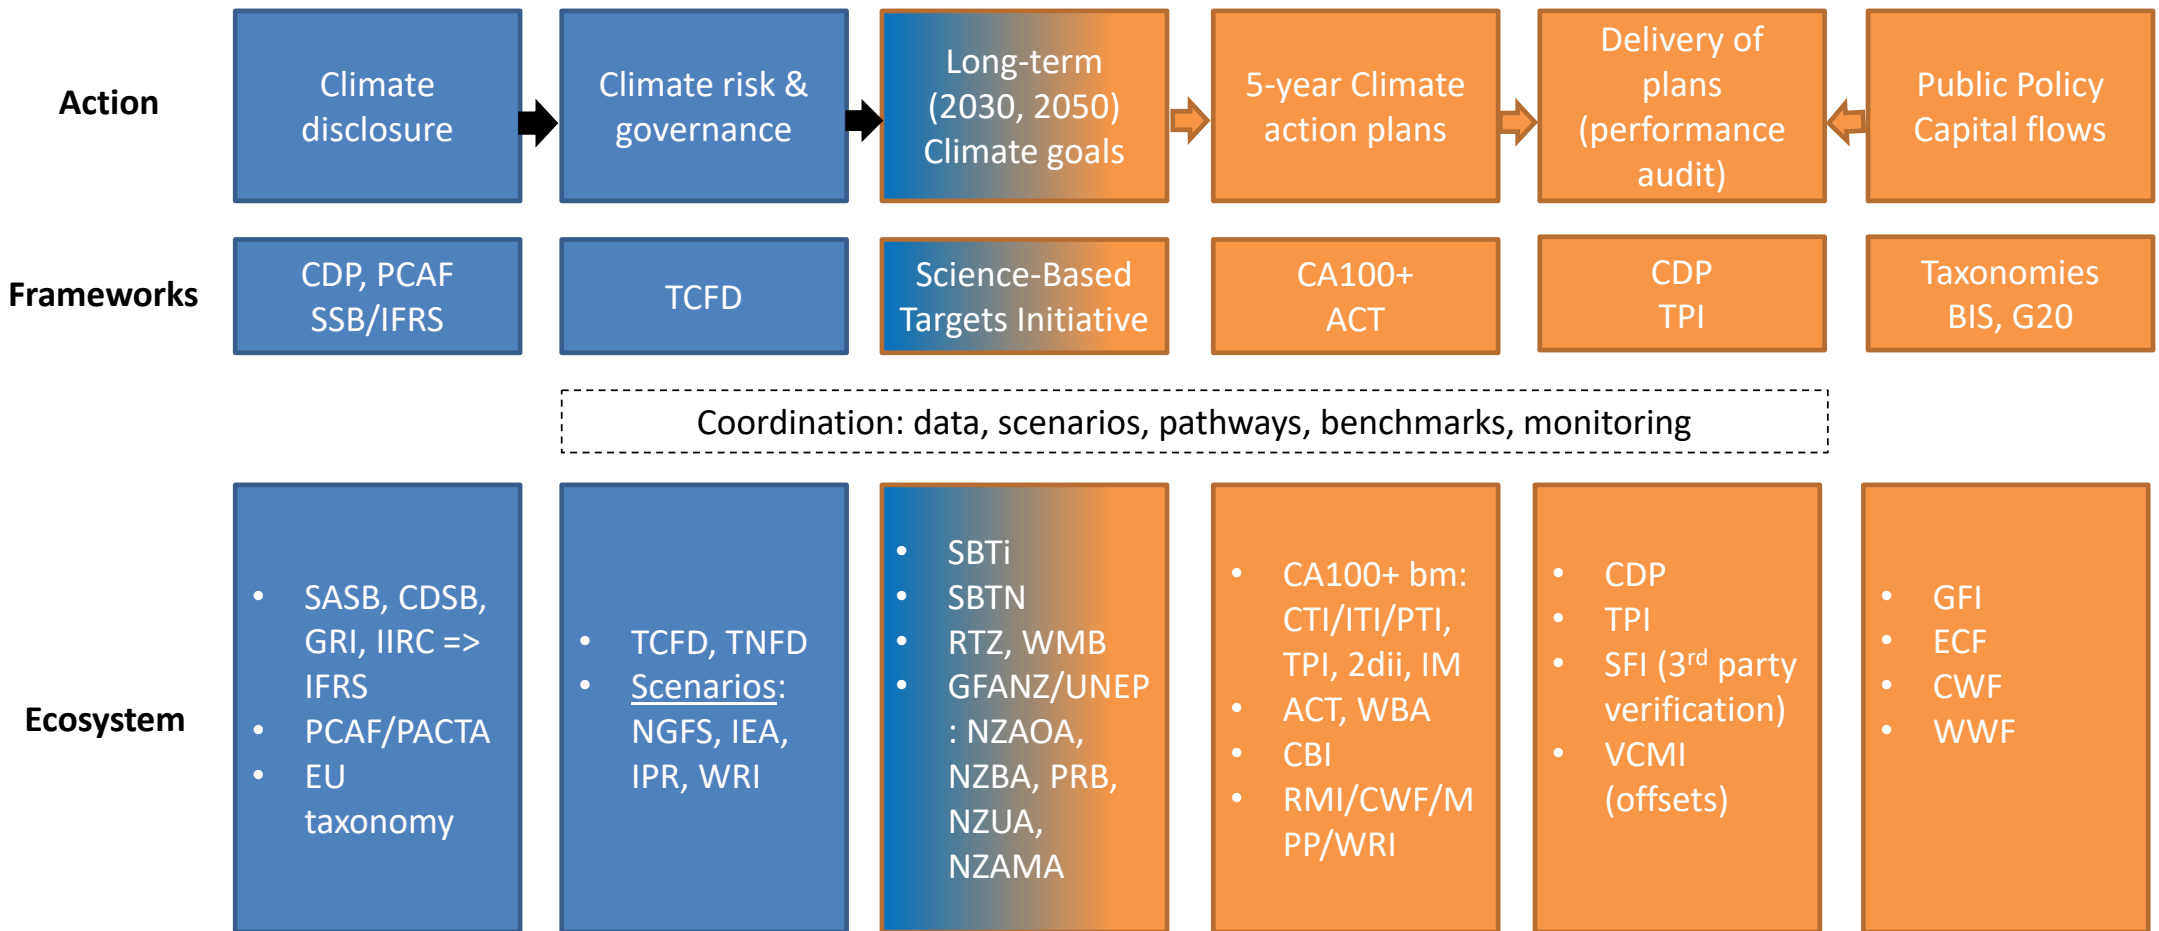 Action
Climate
disclosure
Climate risk &
governance
Long-term
(2030, 2050)
Climate goals
5-year Climate
action plans
Delivery of
plans
(performance
audit)
Public Policy
Capital flows
Frameworks
CDP, PCAF
SSB/IFRS
TCFD
Science-Based
Targets Initiative
CA100+
ACT
CDP
TPI
Taxonomies
BIS, G20
Coordination: data, scenarios, pathways, benchmarks, monitoring
Ecosystem
• SASB, CDSB,
GRI, IIRC =>
IFRS
• PCAF/PACTA
• EU
taxonomy
• TCFD, TNFD
• Scenarios:
NGFS, IEA,
IPR, WRI
• SBTi
• SBTN
• RTZ, WMB
• GFANZ/UNEP
: NZAOA,
NZBA, PRB,
NZUA,
NZAMA
• CA100+ bm:
CTI/ITI/PTI,
TPI, 2dii, IM
• ACT, WBA
• CBI
• RMI/CWF/M
PP/WRI
• CDP
• TPI
• SFI (3rd party
verification)
• VCMI
(offsets)
• GFI
• ECF
• CWF
• WWF